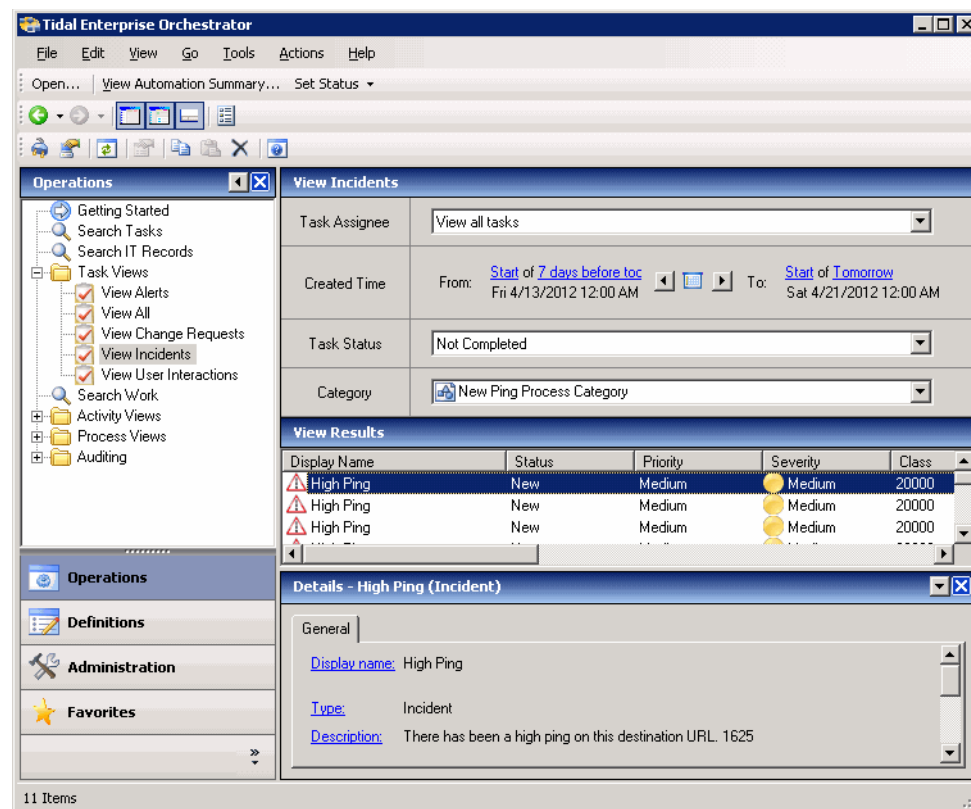 Tidal Enterprise Orchestrator
File Edit View Go Tools Actions Help
Open... View Automation Summary... Set Status
Operations
Getting Started
Search Tasks
Search IT Records
Task Views
View Alerts
View All
View Change Requests
View Incidents
View User Interactions
Search Work
Activity Views
Process Views
Auditing
Operations
Definitions
Administration
Favorites
View Incidents
Task Assignee View all tasks
Created Time From: Start of 7 days before toc To: Start of Tomorrow
Fri 4/13/2012 12:00 AM Sat 4/21/2012 12:00 AM
Task Status Not Completed
Category New Ping Process Category
View Results
Display Name Status Priority Severity Class
High Ping New Medium Medium 20000
High Ping New Medium Medium 20000
High Ping New Medium Medium 20000
Details - High Ping (Incident)
General
Display name: High Ping
Type: Incident
Description: There has been a high ping on this destination URL. 1625
11 Items